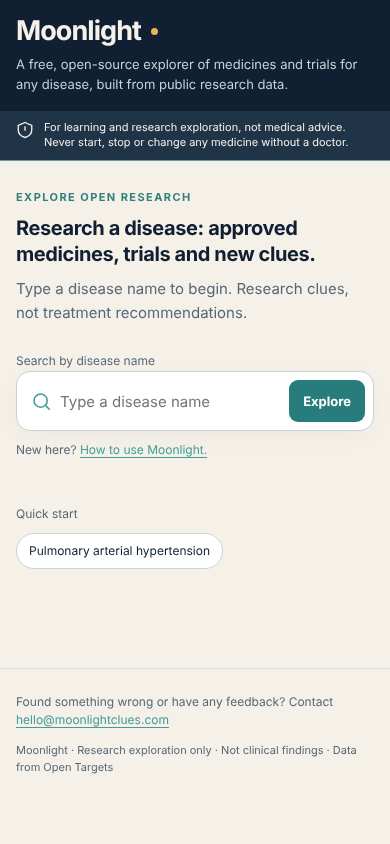 Moonlight
A free, open-source explorer of medicines and trials for
any disease, built from public research data.
For learning and research exploration, not medical advice.
Never start, stop or change any medicine without a doctor.
EXPLORE OPEN RESEARCH
Research a disease: approved
medicines, trials and new clues.
Type a disease name to begin. Research clues,
not treatment recommendations.
Search by disease name
Type a disease name
Explore
New here? How to use Moonlight.
Quick start
Pulmonary arterial hypertension
Found something wrong or have any feedback? Contact
hello@moonlightclues.com
Moonlight · Research exploration only · Not clinical findings · Data
from Open Targets